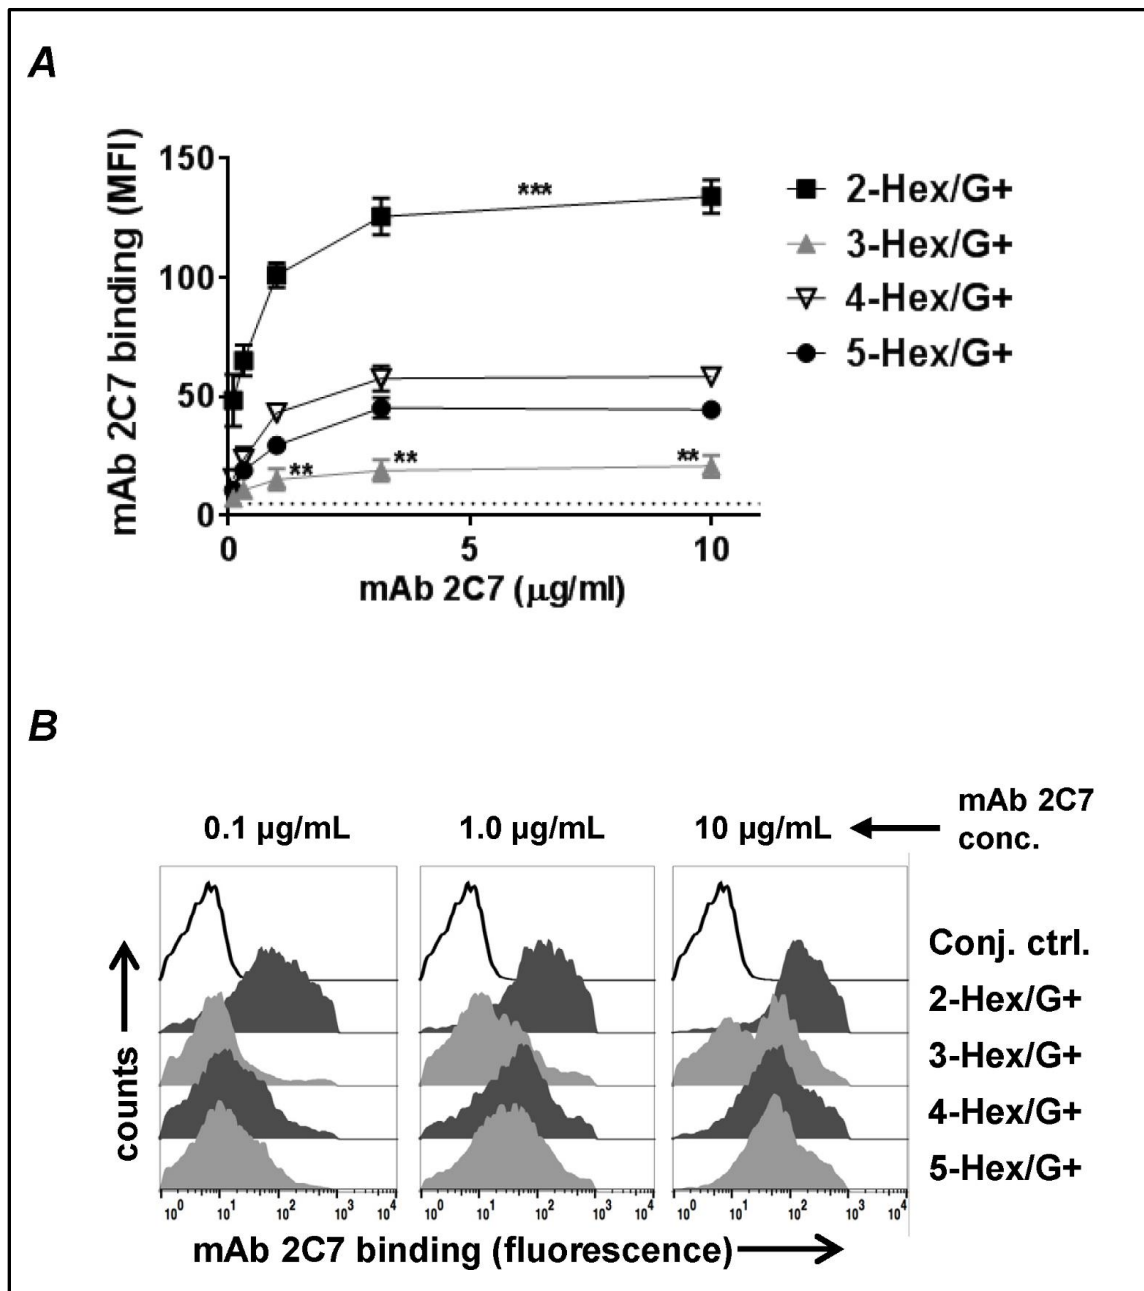 A
mAb 2C7 binding (MFI)
150
100
50
0
***
**
**
**
0
5
10
mAb 2C7 (µg/ml)
2-Hex/G+
3-Hex/G+
4-Hex/G+
5-Hex/G+
B
mAb 2C7
conc.
0.1 µg/mL
1.0 µg/mL
10 µg/mL
counts
Conj. ctrl.
2-Hex/G+
3-Hex/G+
4-Hex/G+
5-Hex/G+
10⁰ 10¹ 10² 10³ 10⁴
10⁰ 10¹ 10² 10³ 10⁴
10⁰ 10¹ 10² 10³ 10⁴
mAb 2C7 binding (fluorescence)